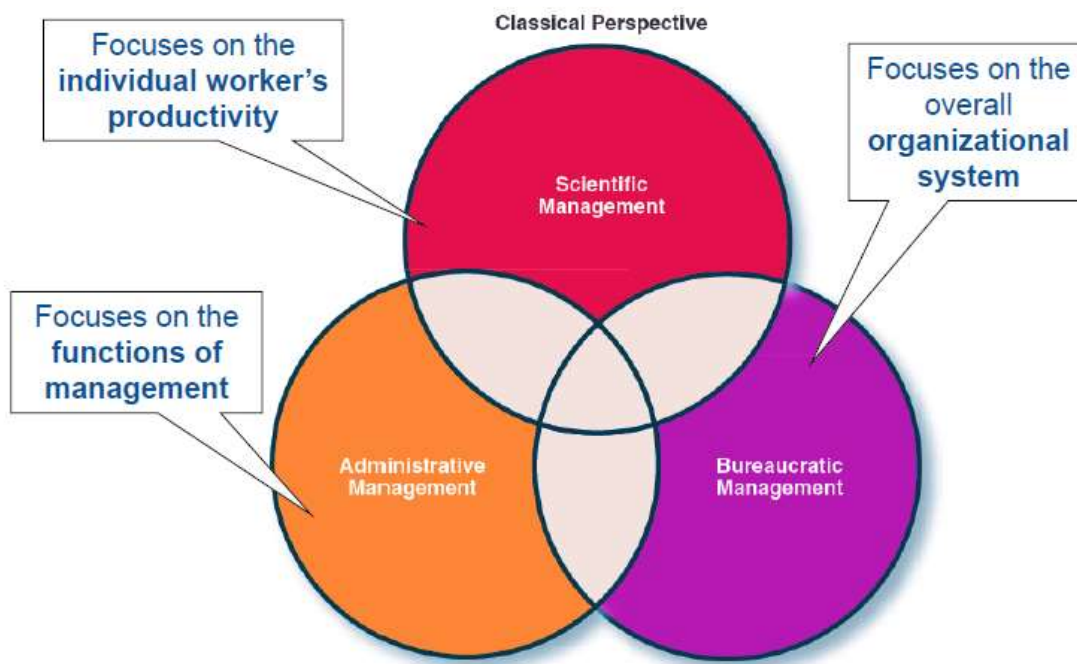 Classical Perspective
Focuses on the
individual worker's
productivity
Focuses on the
overall
organizational
system
Scientific
Management
Focuses on the
functions of
management
Administrative
Management
Bureaucratic
Management